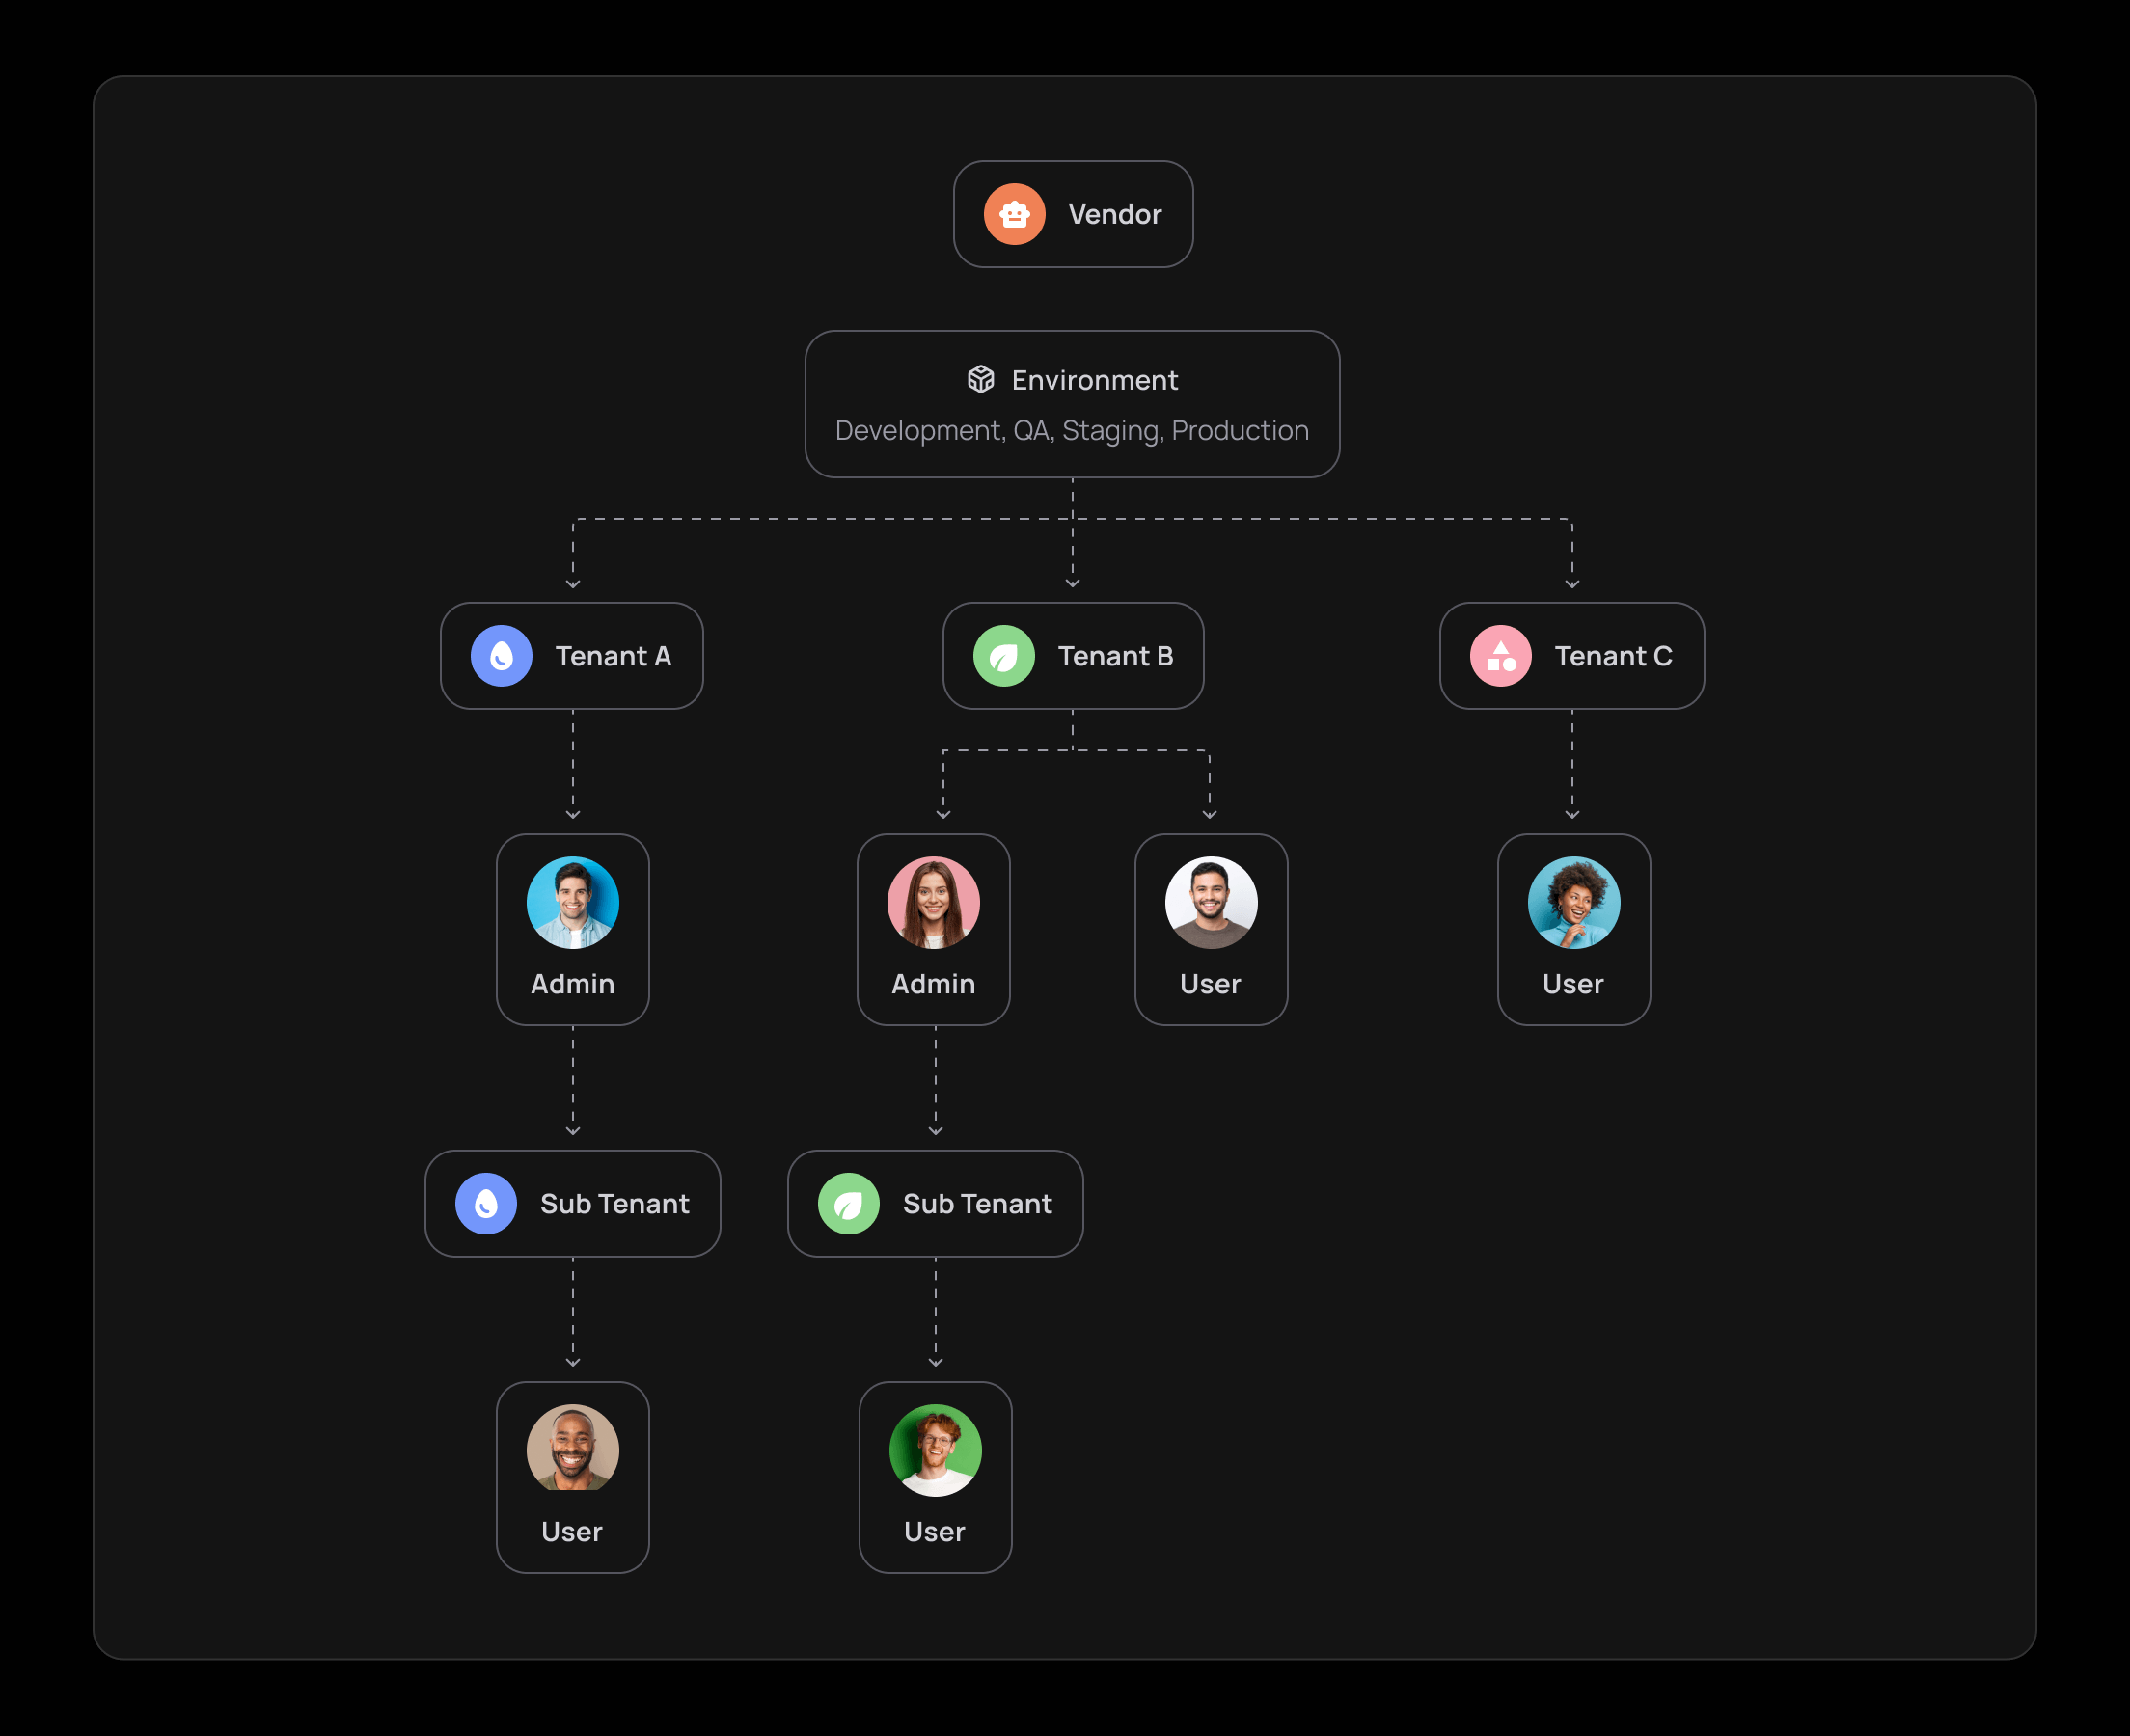 Vendor
Environment
Development, QA, Staging, Production
Tenant A
Tenant B
Tenant C
Admin
Admin
User
User
Sub Tenant
Sub Tenant
User
User